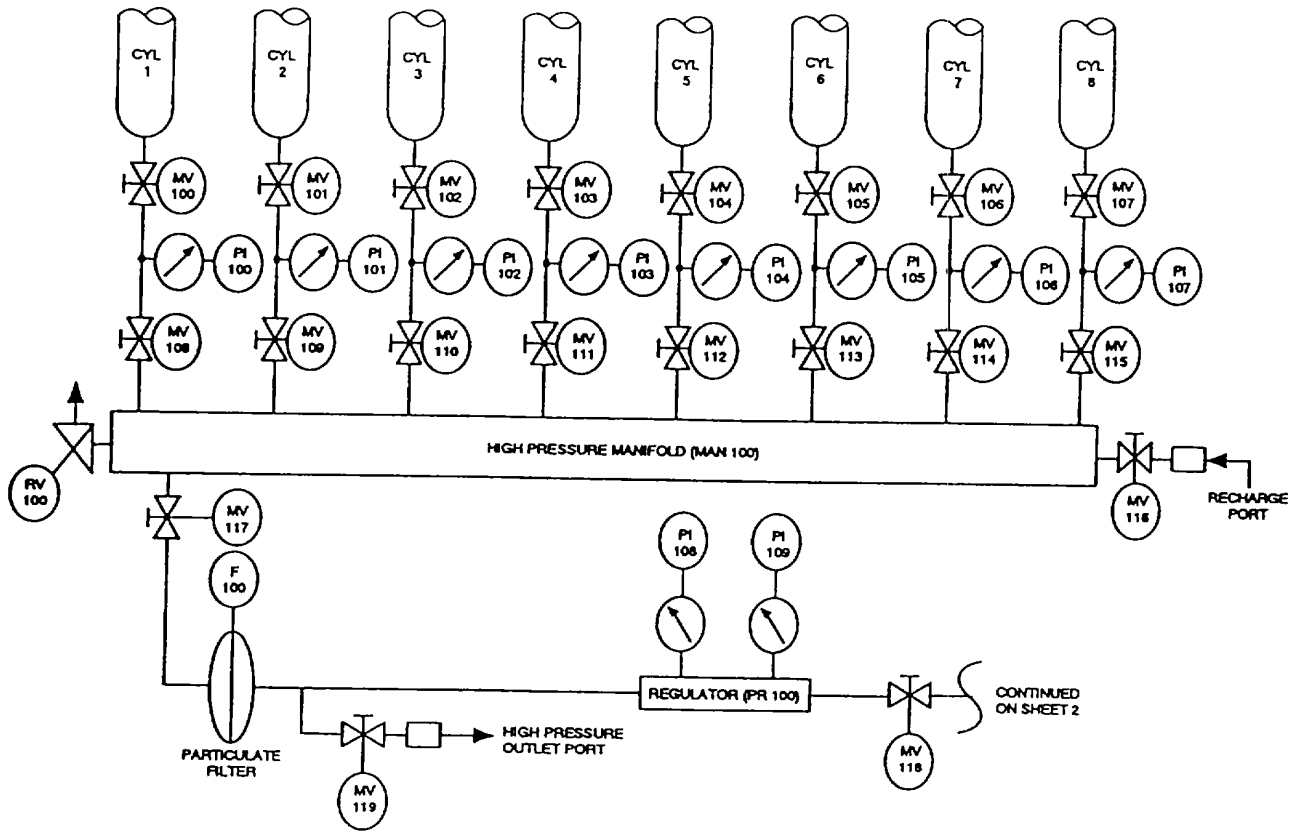 CYL 1
CYL 2
CYL 3
CYL 4
CYL 5
CYL 6
CYL 7
CYL 8
MV 100
MV 101
MV 102
MV 103
MV 104
MV 105
MV 106
MV 107
PI 100
PI 101
PI 102
PI 103
PI 104
PI 105
PI 106
PI 107
MV 108
MV 109
MV 110
MV 111
MV 112
MV 113
MV 114
MV 115
HIGH PRESSURE MANIFOLD (MAN 100)
RV 100
MV 116
RECHARGE
PORT
MV 117
F 100
PI 108
PI 109
REGULATOR (PR 100)
CONTINUED
ON SHEET 2
HIGH PRESSURE
OUTLET PORT
PARTICULATE
FILTER
MV 118
MV 119